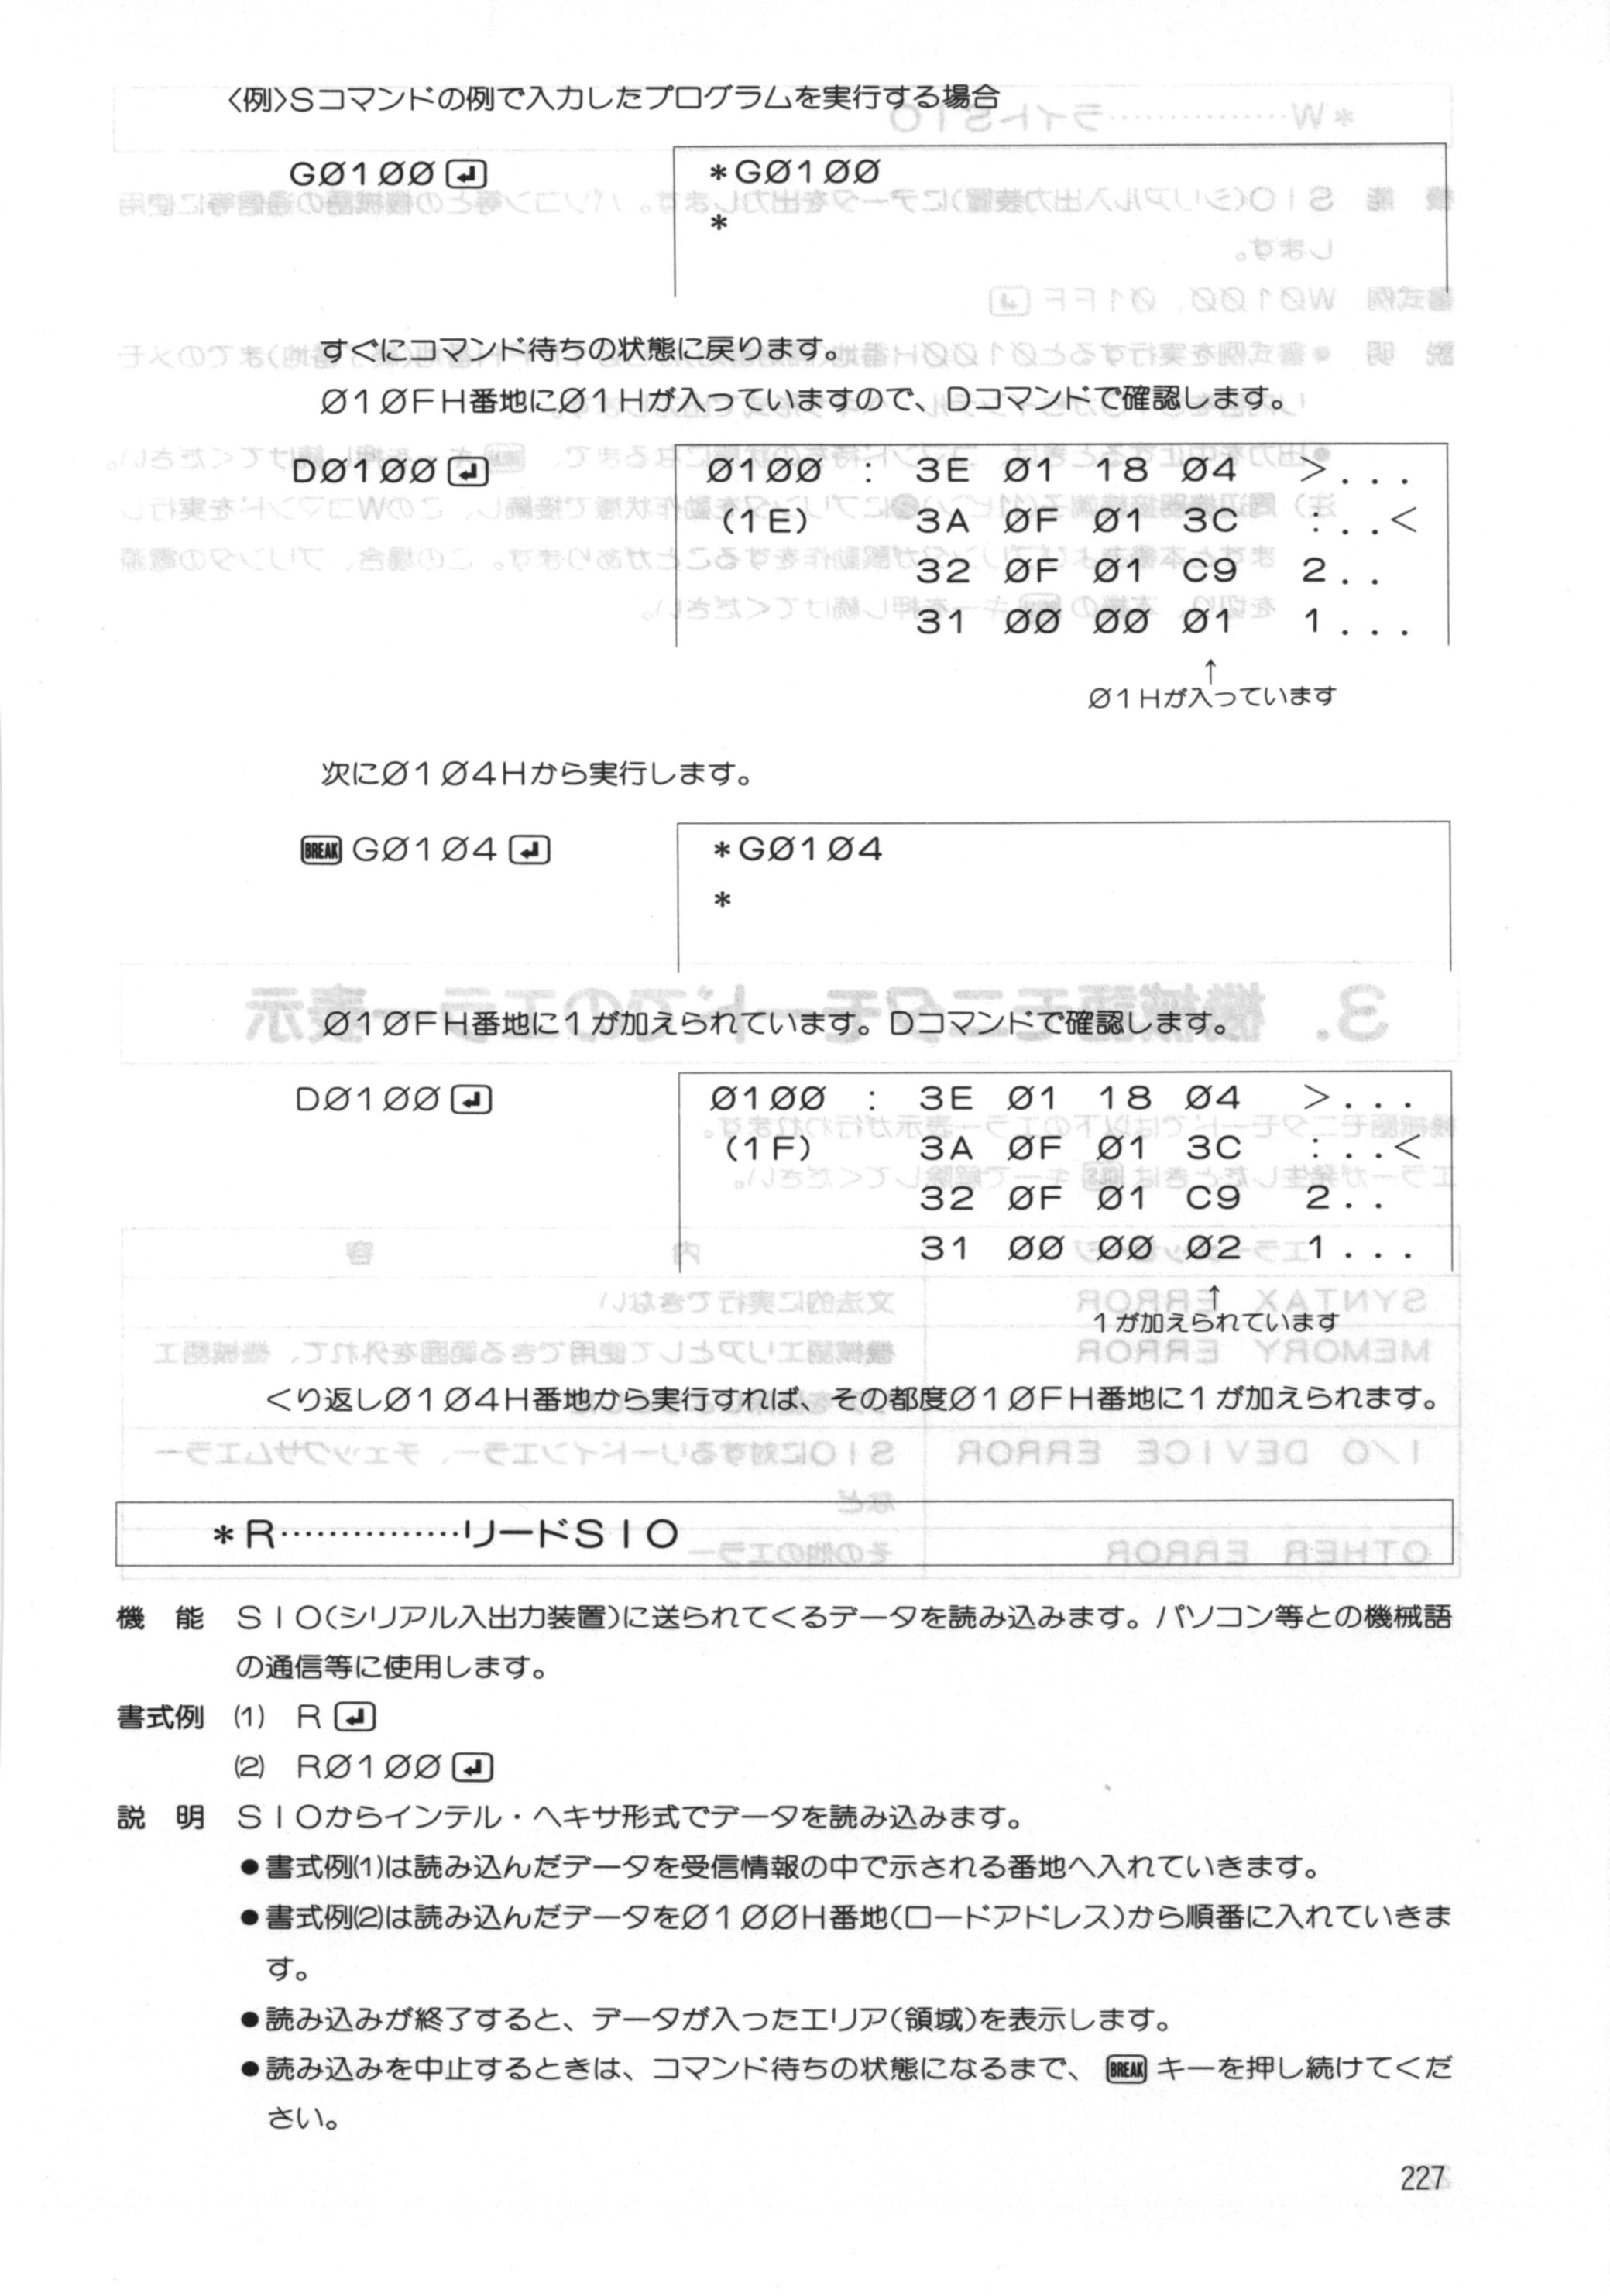 〈例〉Sコマンドの例で入力したプログラムを実行する場合
GØ1ØØ↵
*GØ1ØØ
*
すぐにコマンド待ちの状態に戻ります。
Ø1ØFH番地にØ1Hが入っていますので、Dコマンドで確認します。
DØ1ØØ↵
Ø1ØØ : 3E Ø1 18 Ø4 >...
(1E) 3A ØF Ø1 3C :..<
32 ØF Ø1 C9 2..
31 ØØ ØØ Ø1 1...
↑
Ø1Hが入っています
次にØ1Ø4Hから実行します。
BREAK GØ1Ø4↵
*GØ1Ø4
*
Ø1ØFH番地に1が加えられています。Dコマンドで確認します。
DØ1ØØ↵
Ø1ØØ : 3E Ø1 18 Ø4 >...
(1F) 3A ØF Ø1 3C :..<
32 ØF Ø1 C9 2..
31 ØØ ØØ Ø2 1...
↑
1が加えられています
くり返しØ1Ø4H番地から実行すれば、その都度Ø1ØFH番地に1が加えられます。
*R……………リードSIO
機 能 SIO(シリアル入出力装置)に送られてくるデータを読み込みます。パソコン等との機械語
の通信等に使用します。
書式例 (1) R↵
(2) RØ1ØØ↵
説 明 SIOからインテル・ヘキサ形式でデータを読み込みます。
●書式例(1)は読み込んだデータを受信情報の中で示される番地へ入れていきます。
●書式例(2)は読み込んだデータをØ1ØØH番地(ロードアドレス)から順番に入れていきま
す。
●読み込みが終了すると、データが入ったエリア(領域)を表示します。
●読み込みを中止するときは、コマンド待ちの状態になるまで、BREAKキーを押し続けてくだ
さい。
227